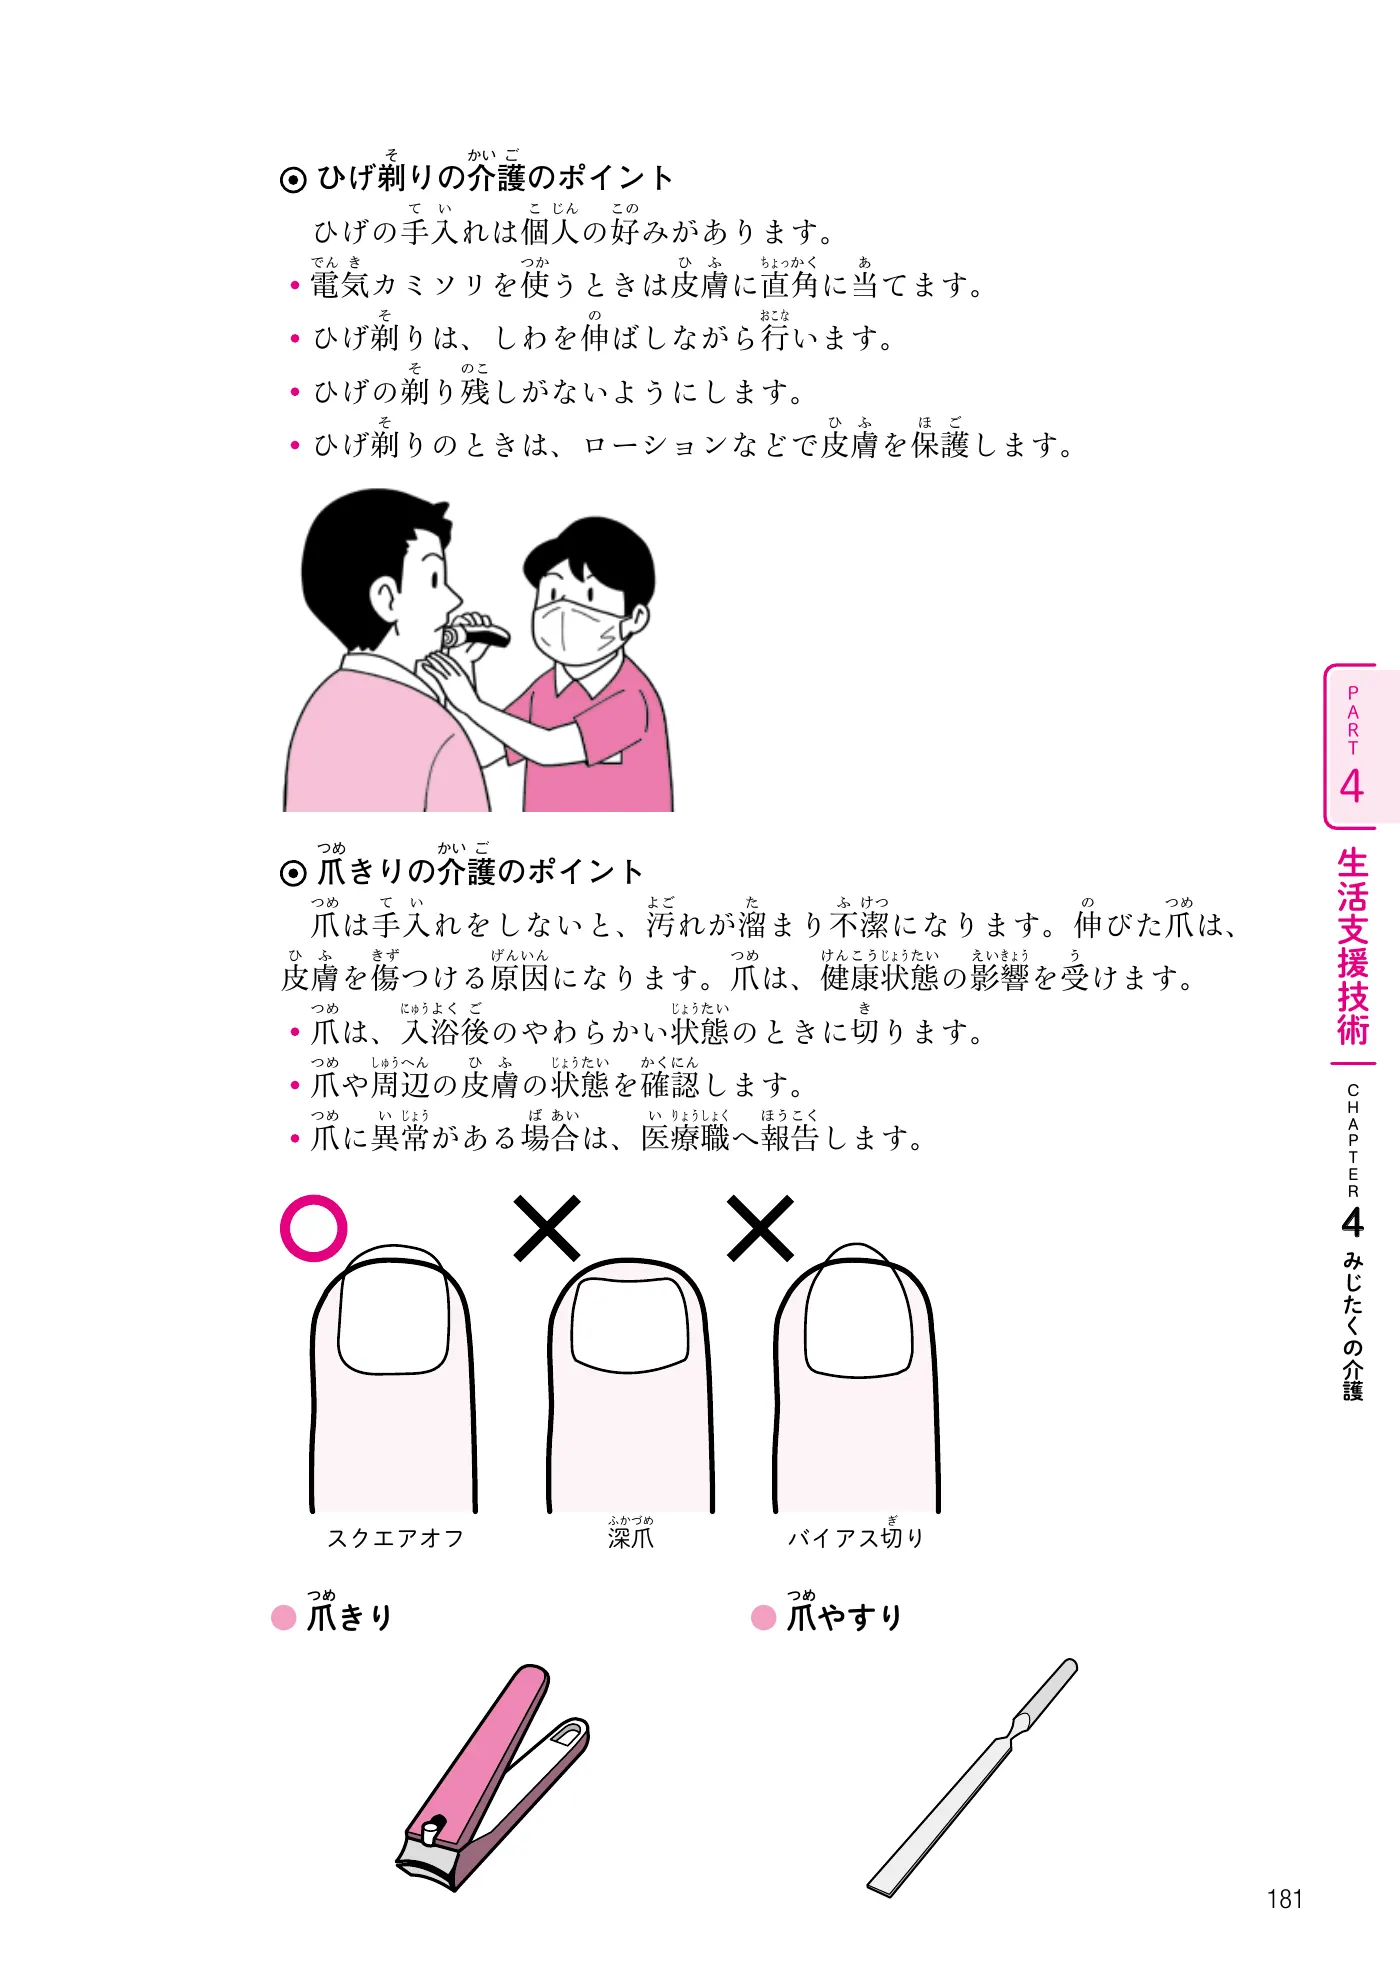 ひげ剃りの介護のポイント
ひげの手入れは個人の好みがあります。
・電気カミソリを使うときは皮膚に直角に当てます。
・ひげ剃りは、しわを伸ばしながら行います。
・ひげの剃り残しがないようにします。
・ひげ剃りのときは、ローションなどで皮膚を保護します。
爪きりの介護のポイント
爪は手入れをしないと、汚れが溜まり不潔になります。伸びた爪は、
皮膚を傷つける原因になります。爪は、健康状態の影響を受けます。
・爪は、入浴後のやわらかい状態のときに切ります。
・爪や周辺の皮膚の状態を確認します。
・爪に異常がある場合は、医療職へ報告します。
スクエアオフ
深爪
バイアス切り
爪きり
爪やすり
PART 4
生活支援技術
CHAPTER 4 みじたくの介護
181